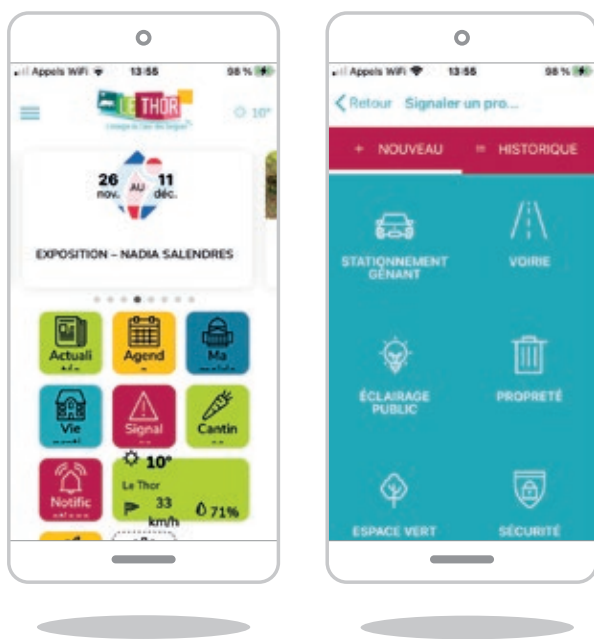 Appels WiFi 13:55 98 %
LE THOR
10°
26 AU 11
nov. déc.
EXPOSITION – NADIA SALENDRES
Actuali Agend Ma
Vie Signal Cantin
10°
Le Thor
Notific 33 71%
km/h
Appels WiFi 13:55 98 %
Retour Signaler un pro...
+ NOUVEAU HISTORIQUE
STATIONNEMENT VOIRIE
GÊNANT
ÉCLAIRAGE PROPRETÉ
PUBLIC
ESPACE VERT SÉCURITÉ